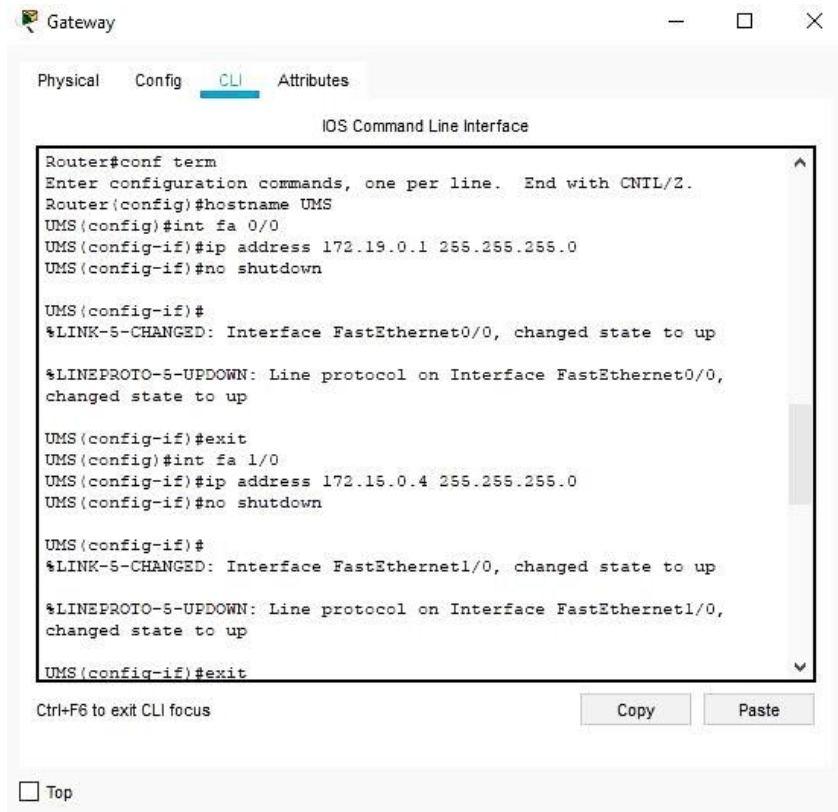 Gateway
Physical Config CLI Attributes
IOS Command Line Interface
Router#conf term
Enter configuration commands, one per line.  End with CNTL/Z.
Router(config)#hostname UMS
UMS(config)#int fa 0/0
UMS(config-if)#ip address 172.19.0.1 255.255.255.0
UMS(config-if)#no shutdown
UMS(config-if)#
%LINK-5-CHANGED: Interface FastEthernet0/0, changed state to up
%LINEPROTO-5-UPDOWN: Line protocol on Interface FastEthernet0/0,
changed state to up
UMS(config-if)#exit
UMS(config)#int fa 1/0
UMS(config-if)#ip address 172.15.0.4 255.255.255.0
UMS(config-if)#no shutdown
UMS(config-if)#
%LINK-5-CHANGED: Interface FastEthernet1/0, changed state to up
%LINEPROTO-5-UPDOWN: Line protocol on Interface FastEthernet1/0,
changed state to up
UMS(config-if)#exit
Ctrl+F6 to exit CLI focus
Copy Paste
Top